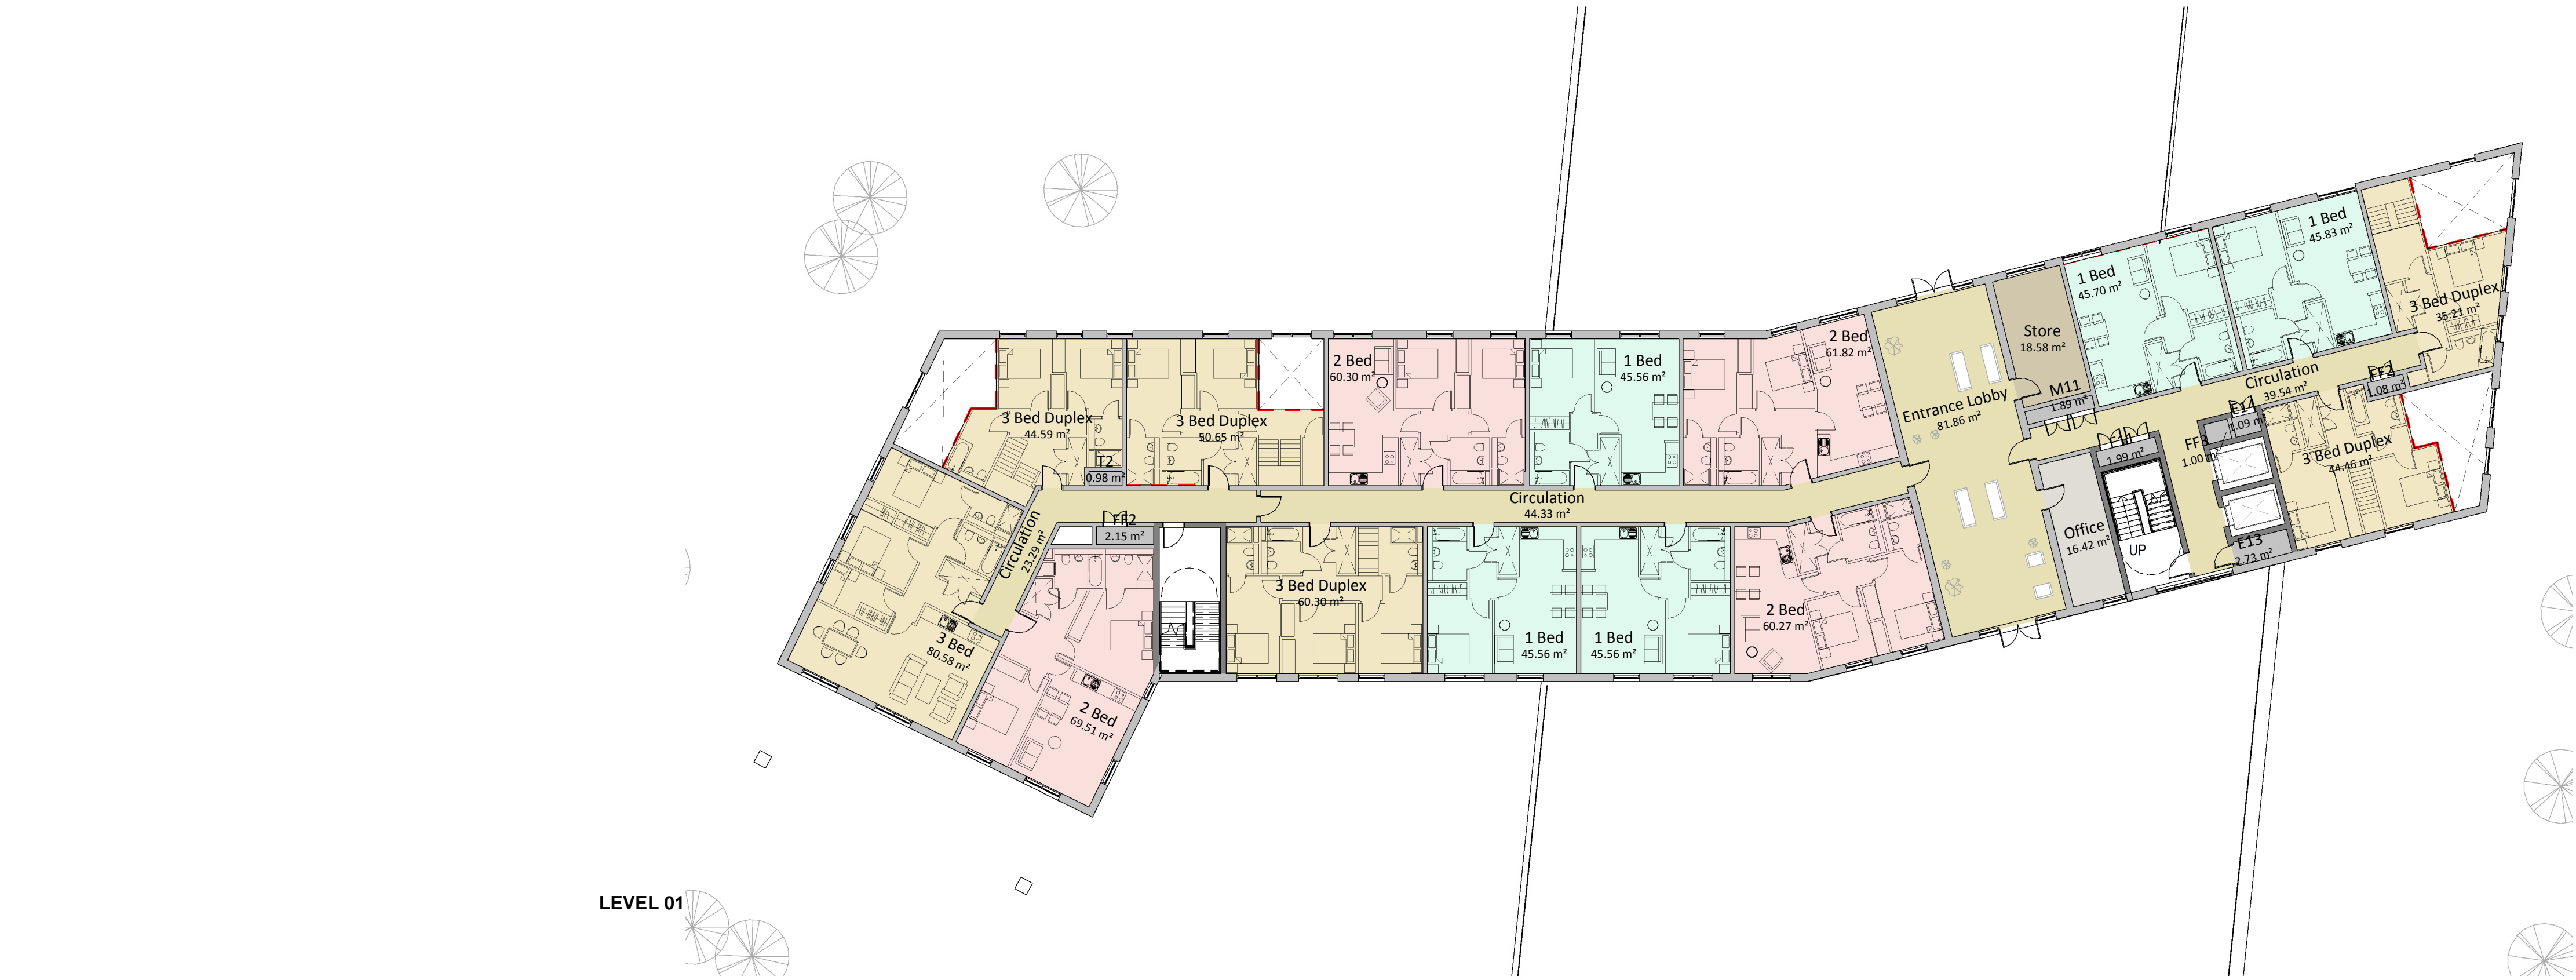 1 Bed
45.83 m²
1 Bed
45.70 m²
3 Bed Duplex
35.21 m²
Store
18.58 m²
M11
1.89 m²
Circulation
39.54 m²
1.08 m²
1.09 m²
Entrance Lobby
81.86 m²
FF3
1.00 m²
1.99 m²
3 Bed Duplex
44.46 m²
Office
16.42 m²
UP
E13
2.73 m²
2 Bed
61.82 m²
1 Bed
45.56 m²
2 Bed
60.30 m²
3 Bed Duplex
50.65 m²
3 Bed Duplex
44.59 m²
T2
0.98 m²
Circulation
44.33 m²
FF2
2.15 m²
Circulation
23.29 m²
3 Bed Duplex
60.30 m²
1 Bed
45.56 m²
1 Bed
45.56 m²
2 Bed
60.27 m²
3 Bed
80.58 m²
2 Bed
69.51 m²
LEVEL 01